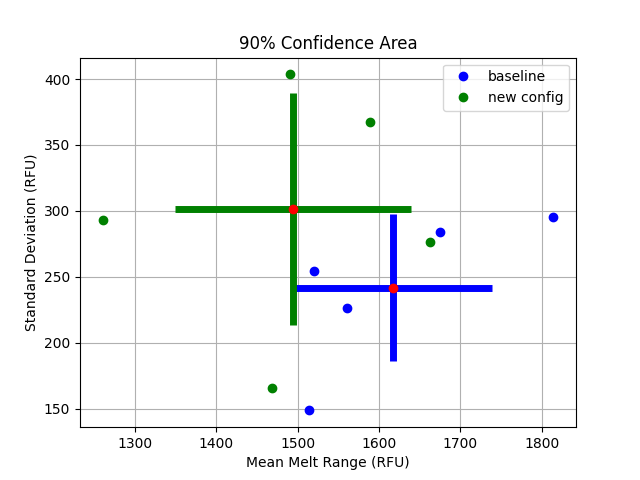 90% Confidence Area
baseline
new config
Standard Deviation (RFU)
400
350
300
250
200
150
1300 1400 1500 1600 1700 1800
Mean Melt Range (RFU)